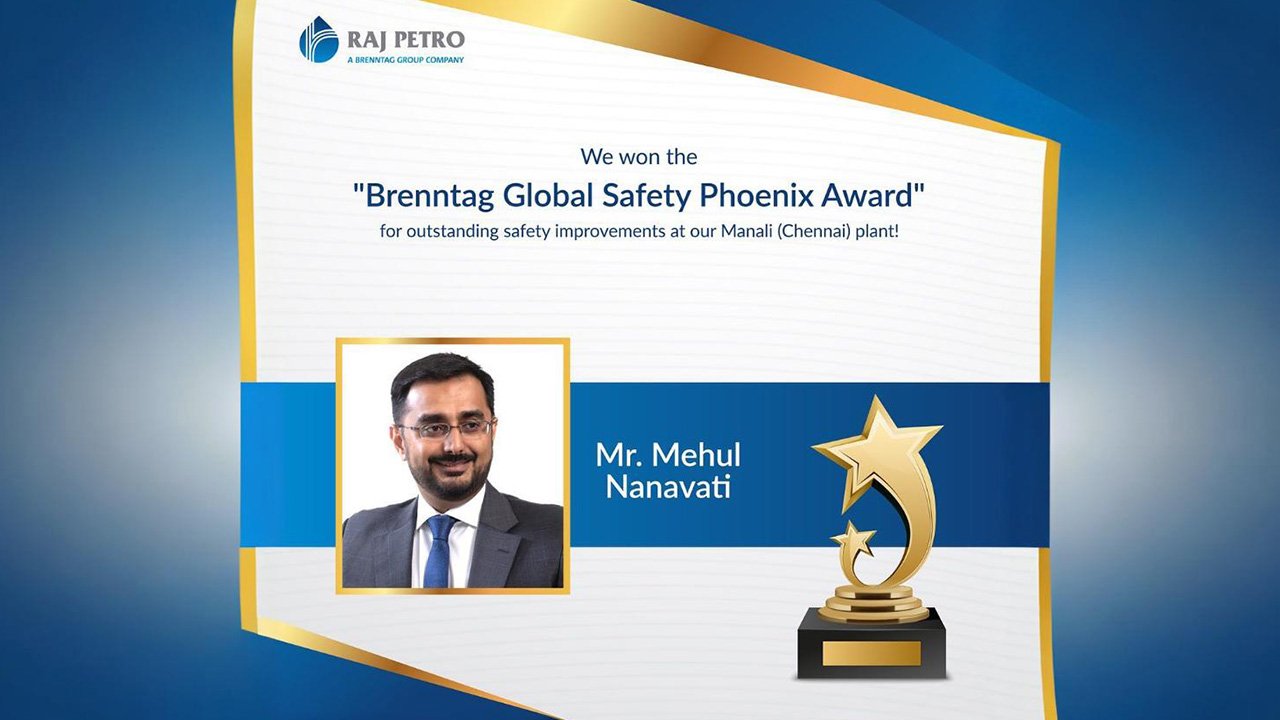 RAJ PETRO
A BRENNTAG GROUP COMPANY
We won the
"Brenntag Global Safety Phoenix Award"
for outstanding safety improvements at our Manali (Chennai) plant!
Mr. Mehul
Nanavati